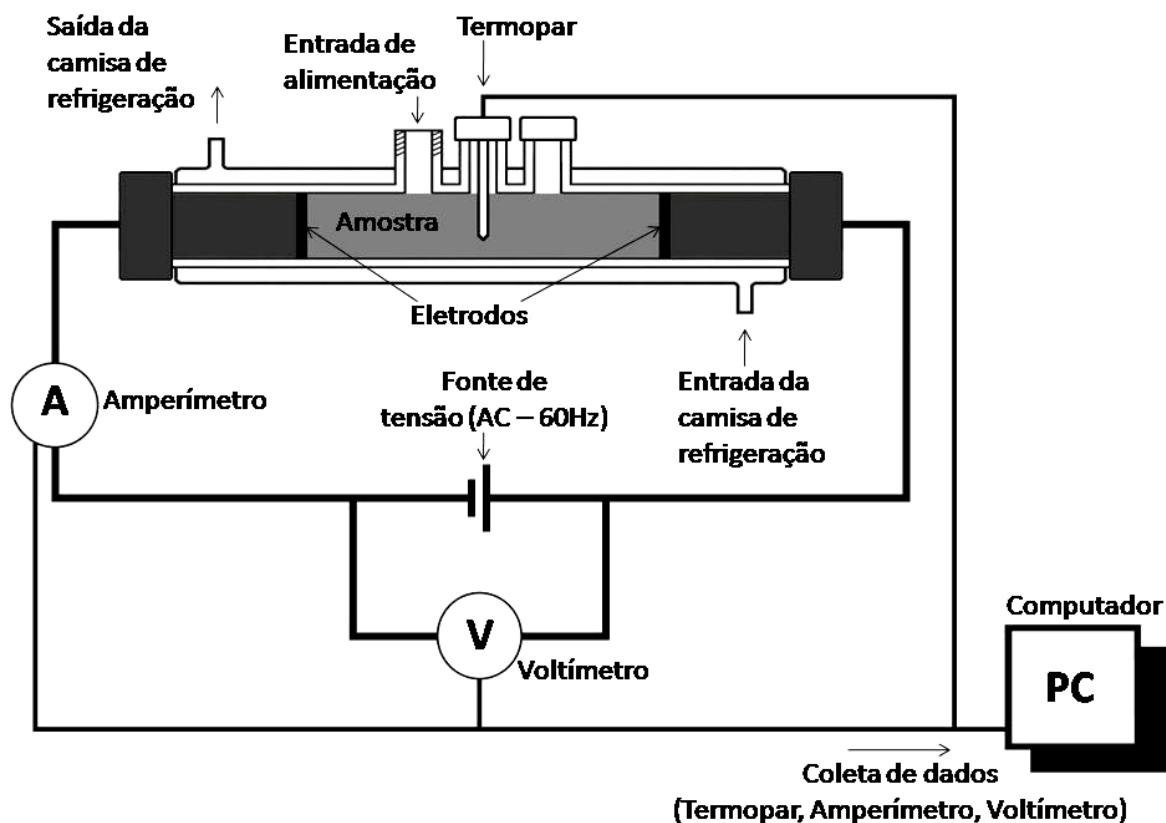 Saída da
camisa de
refrigeração
Entrada de
alimentação
Termopar
Amostra
Eletrodos
A
Amperímetro
Fonte de
tensão (AC – 60Hz)
Entrada da
camisa de
refrigeração
V
Voltímetro
Computador
PC
Coleta de dados
(Termopar, Amperímetro, Voltímetro)